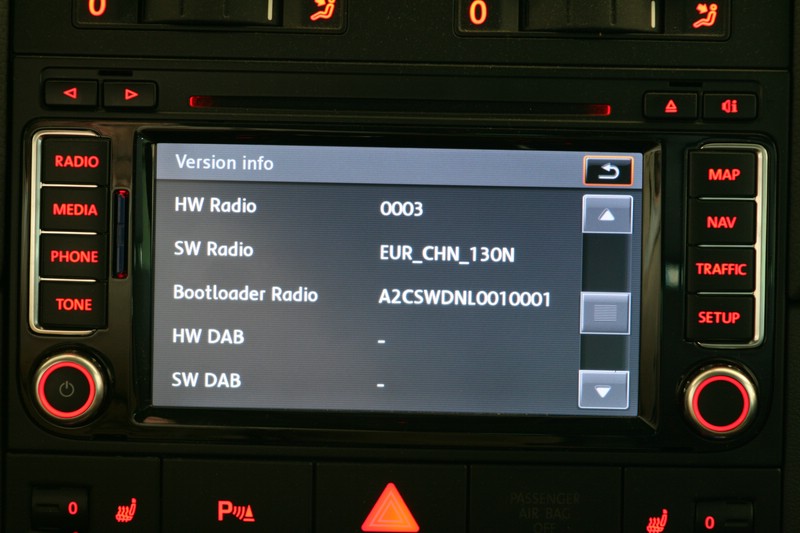 0
0
RADIO
MEDIA
PHONE
TONE
Version info
HW Radio 0003
SW Radio EUR_CHN_130N
Bootloader Radio A2CSWDNL0010001
HW DAB -
SW DAB -
MAP
NAV
TRAFFIC
SETUP
0
P
PASSENGER
AIR BAG
OFF
0